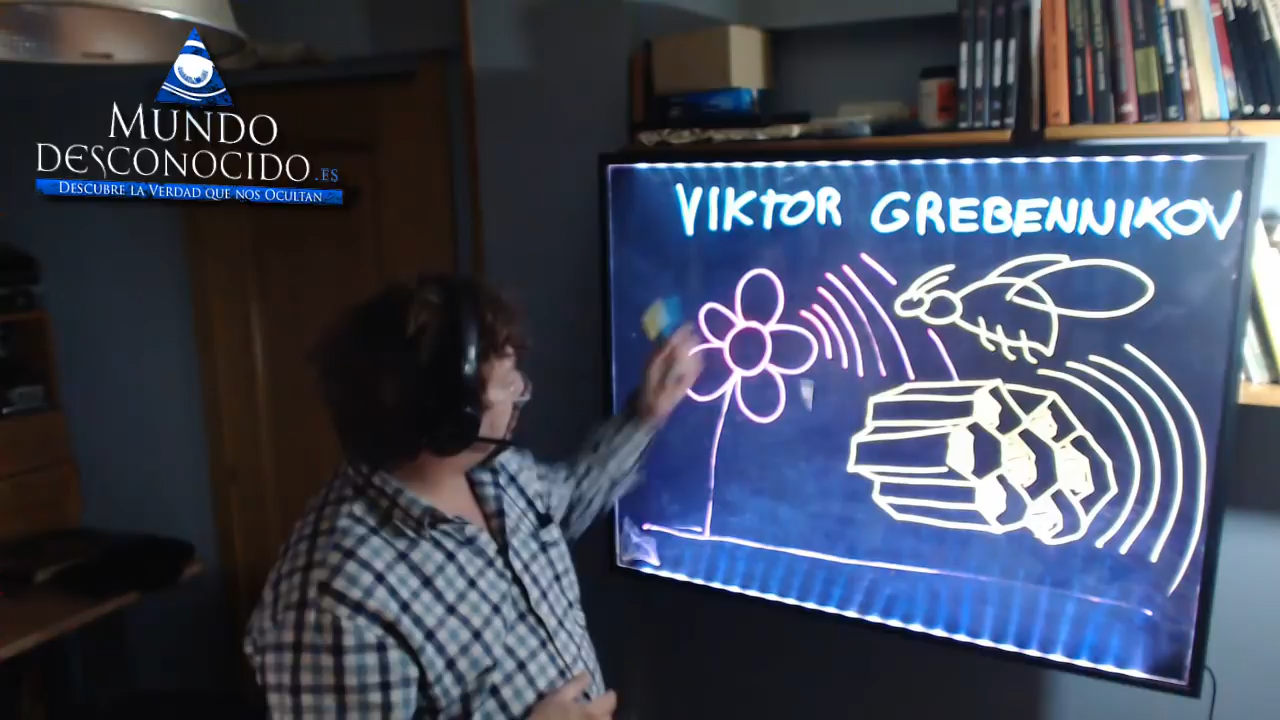 MUNDO
DESCONOCIDO.ES
DESCUBRE LA VERDAD QUE NOS OCULTAN
VIKTOR GREBENNIKOV